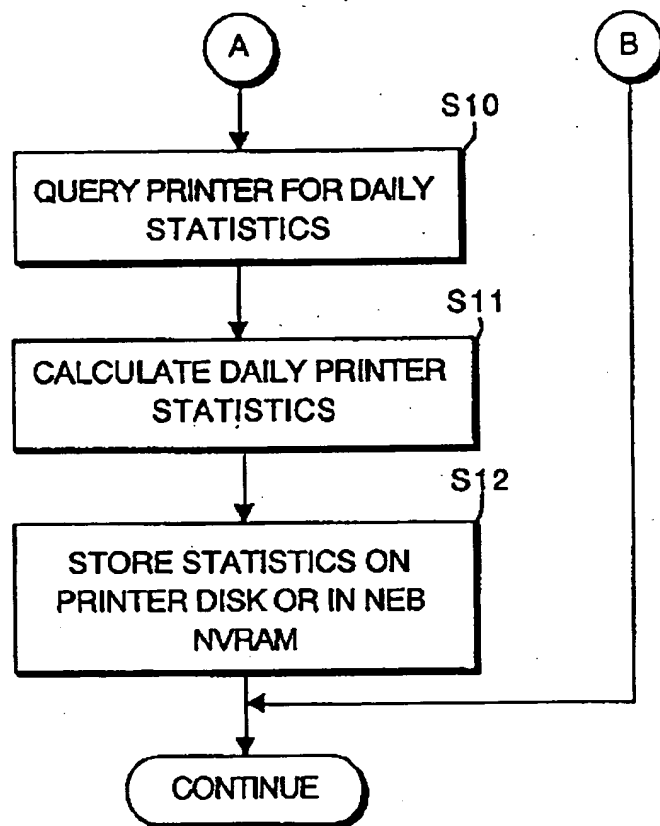 A
B
S10
QUERY PRINTER FOR DAILY
STATISTICS
S11
CALCULATE DAILY PRINTER
STATISTICS
S12
STORE STATISTICS ON
PRINTER DISK OR IN NEB
NVRAM
CONTINUE